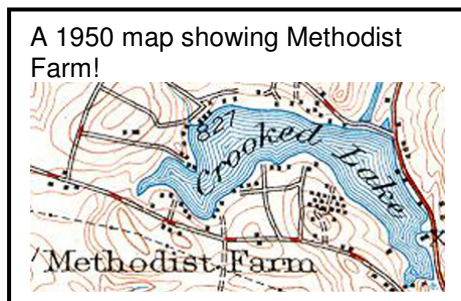 A 1950 map showing Methodist
Farm!
827
Crooked Lake
Methodist Farm